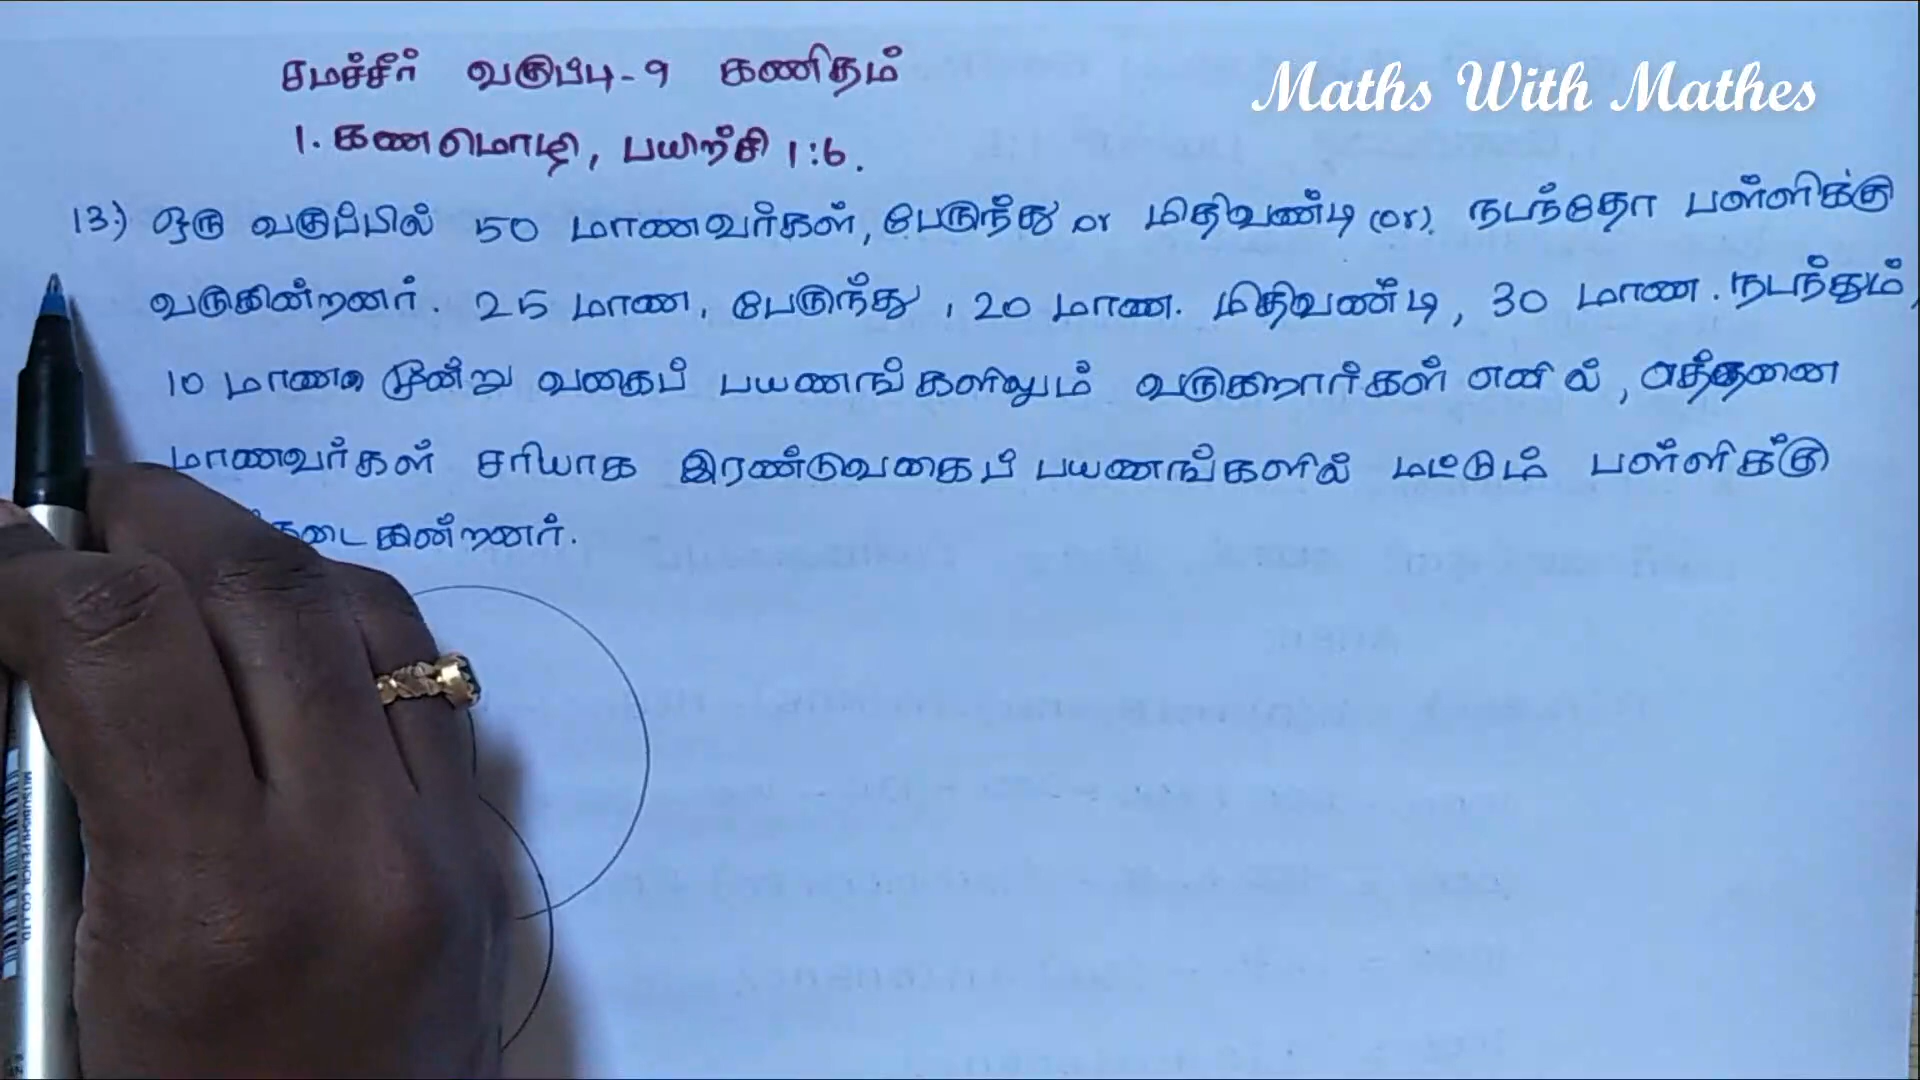 சமச்சீர் வகுப்பு - 9 கணிதம்
Maths With Mathes
1. கணமொழி, பயிற்சி 1:6.
13) ஒரு வகுப்பில் 50 மாணவர்கள், பேருந்து or மிதிவண்டி (or). நடந்தோ பள்ளிக்கு
வருகின்றனர். 25 மாண, பேருந்து, 20 மாண. மிதிவண்டி, 30 மாண. நடந்தும்,
10 மாண மூன்று வகைப் பயணங்களிலும் வருகிறார்கள் எனில், எத்தனை
மாணவர்கள் சரியாக இரண்டுவகைப் பயணங்களில் மட்டும் பள்ளிக்கு
கின்றனர்.